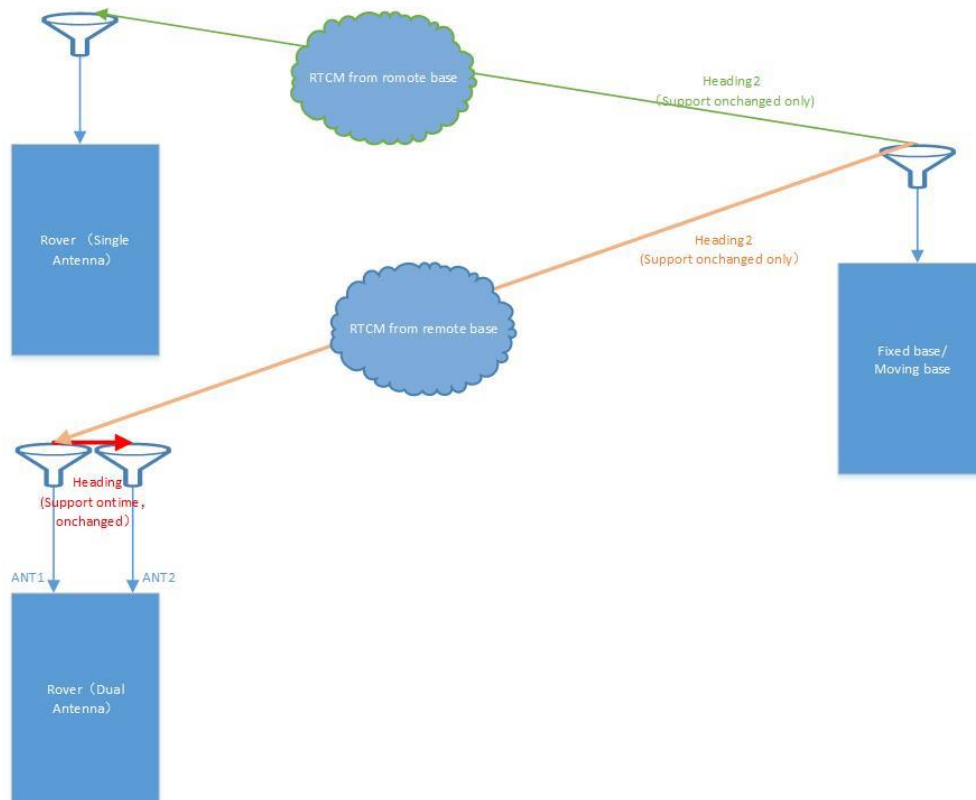 RTCM from romote base
Heading2
（Support onchanged only)
Rover （Single
Antenna）
Heading2
(Support onchanged only）
RTCM from remote base
Fixed base/
Moving base
Heading
(Support ontime，
onchanged）
ANT1
ANT2
Rover（Dual
Antenna）